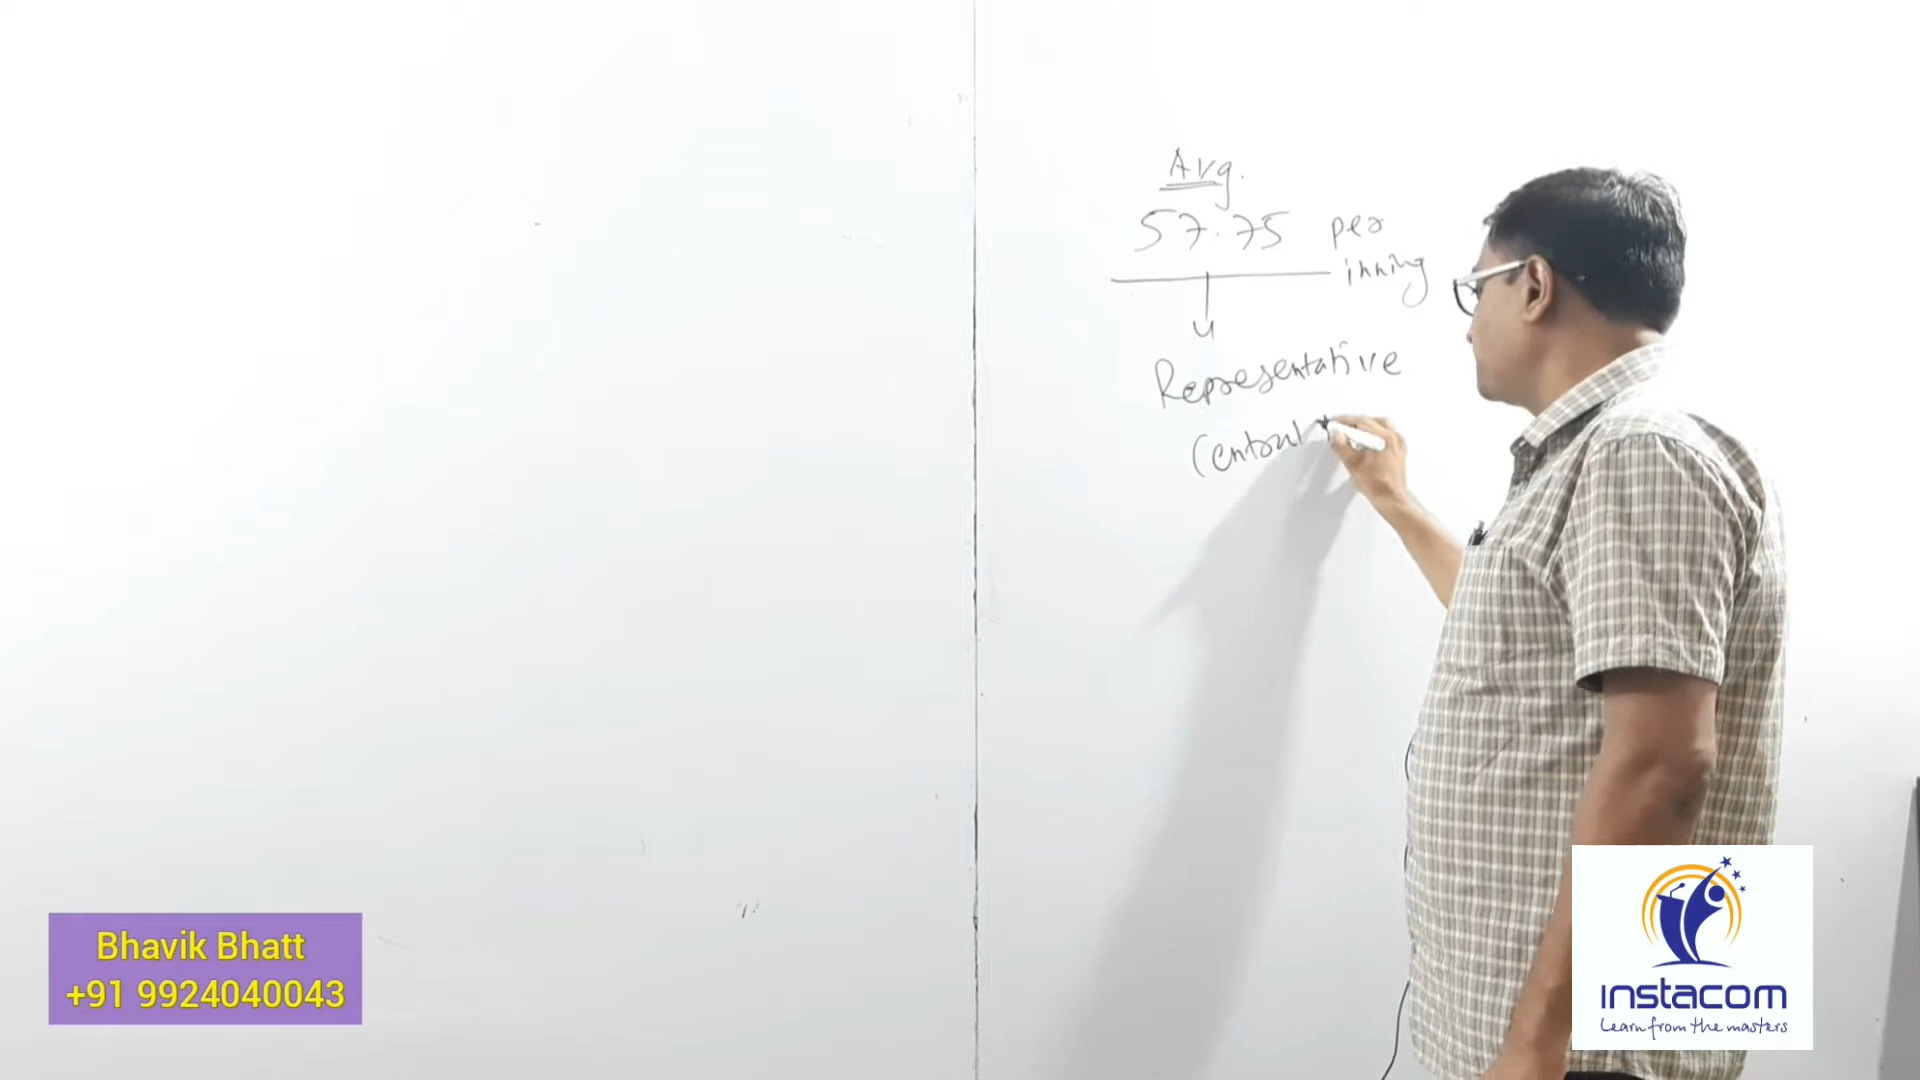 Avg.
57.75 per
inning
Representative
Central
Bhavik Bhatt
+91 9924040043
instacom
Learn from the masters